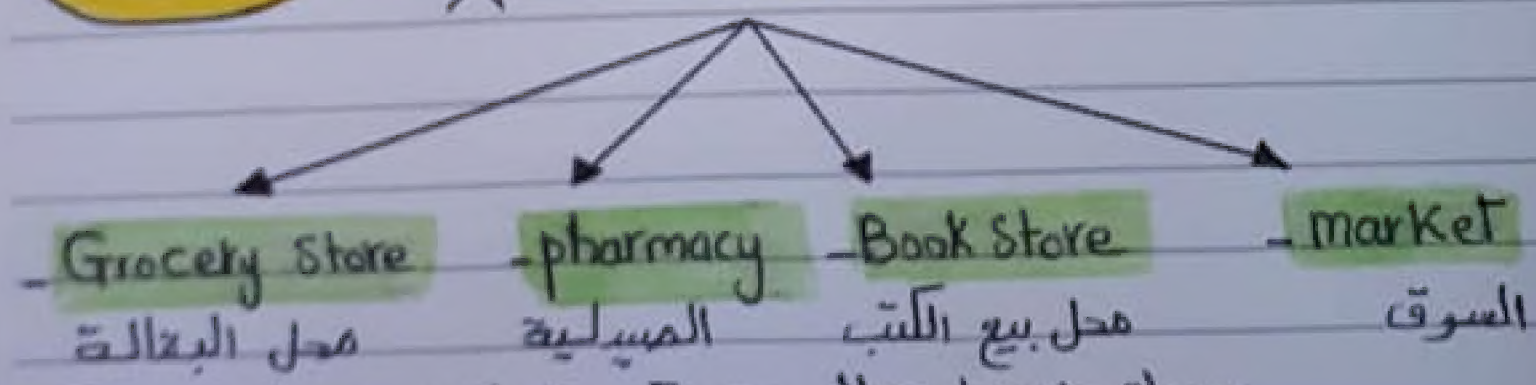 - Grocery Store - pharmacy - Book Store - market
محل البقالة الصيدلية محل بيع الكتب السوق